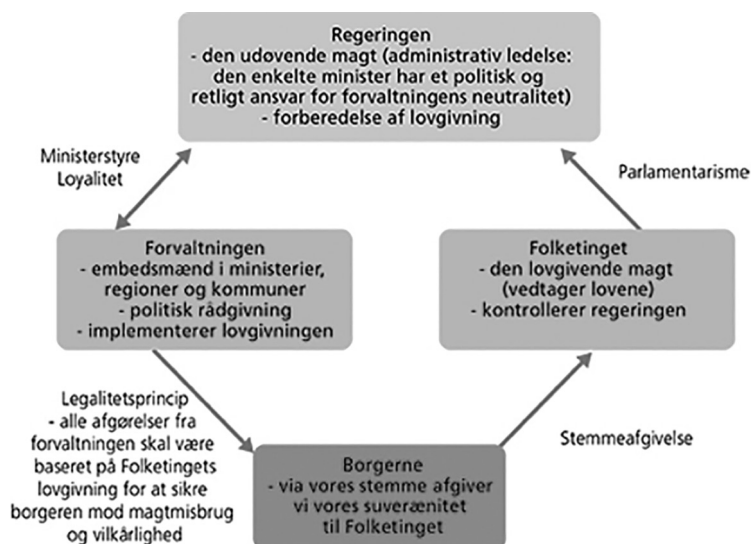 Regeringen
- den udøvende magt (administrativ ledelse:
den enkelte minister har et politisk og
retligt ansvar for forvaltningens neutralitet)
- forberedelse af lovgivning
Ministerstyre
Loyalitet
Parlamentarisme
Forvaltningen
- embedsmænd i ministerier,
regioner og kommuner
- politisk rådgivning
- implementerer lovgivningen
Folketinget
- den lovgivende magt
(vedtager lovene)
- kontrollerer regeringen
Legalitetsprincip
- alle afgørelser fra
forvaltningen skal være
baseret på Folketingets
lovgivning for at sikre
borgeren mod magtmisbrug
og vilkårlighed
Stemmeafgivelse
Borgerne
- via vores stemme afgiver
vi vores suverænitet
til Folketinget